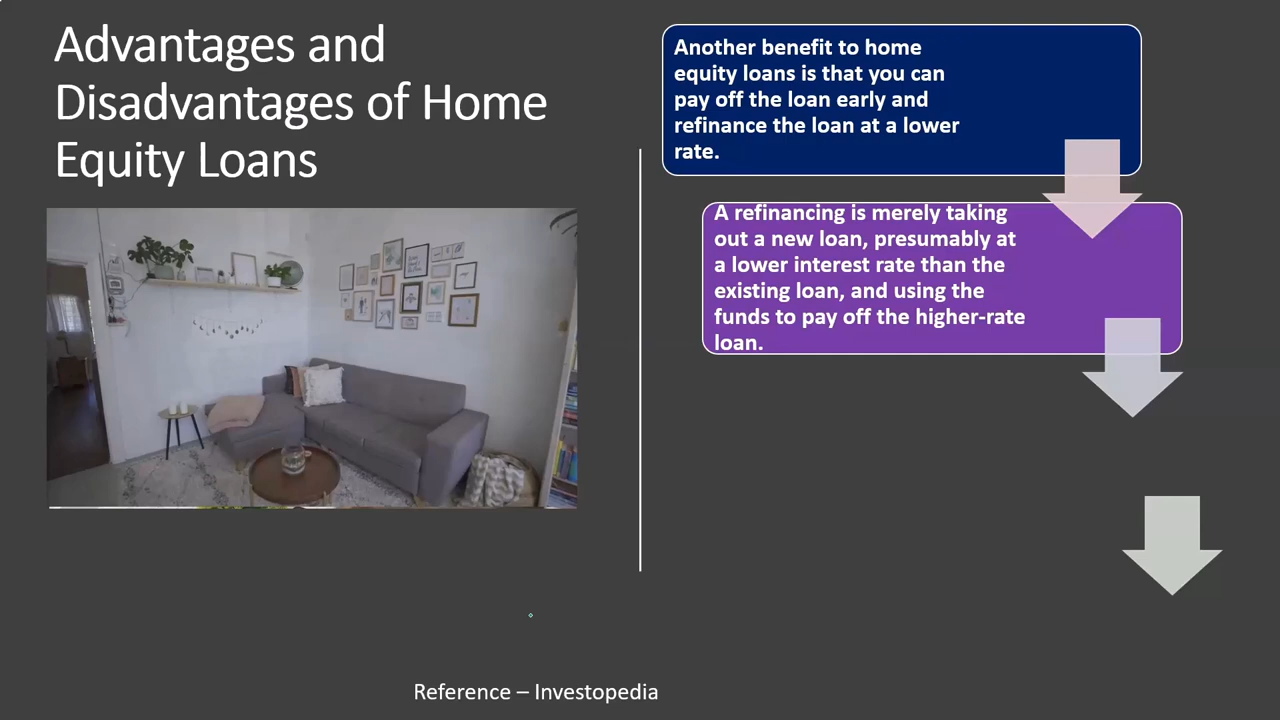 Advantages and
Disadvantages of Home
Equity Loans
Another benefit to home
equity loans is that you can
pay off the loan early and
refinance the loan at a lower
rate.
A refinancing is merely taking
out a new loan, presumably at
a lower interest rate than the
existing loan, and using the
funds to pay off the higher-rate
loan.
Reference – Investopedia